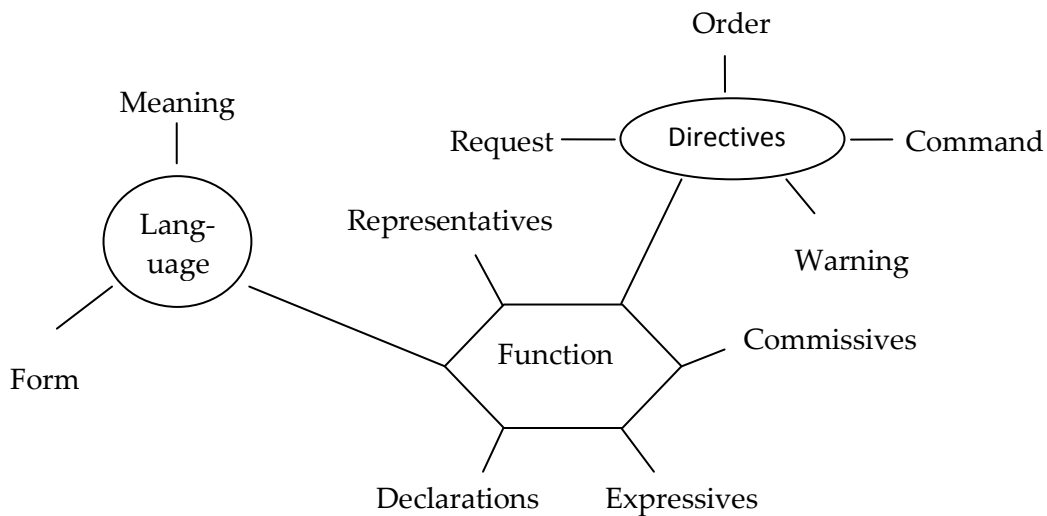 Order
Meaning
Request
Directives
Command
Lang-
uage
Representatives
Warning
Function
Commissives
Form
Declarations
Expressives